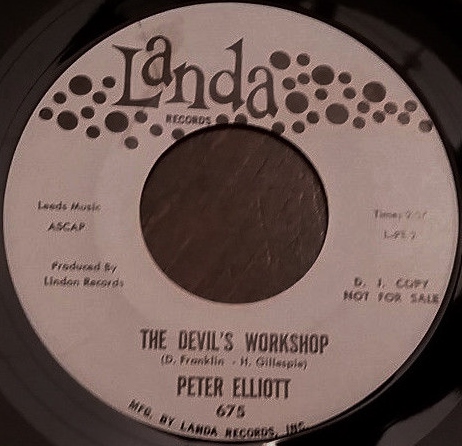 Landa
RECORDS
Leeds Music
ASCAP
Time:
Produced By
Lindon Records
D. J. COPY
NOT FOR SALE
THE DEVIL'S WORKSHOP
(D. Franklin - H. Gillespie)
PETER ELLIOTT
675
MFG. BY LANDA RECORDS, INC.